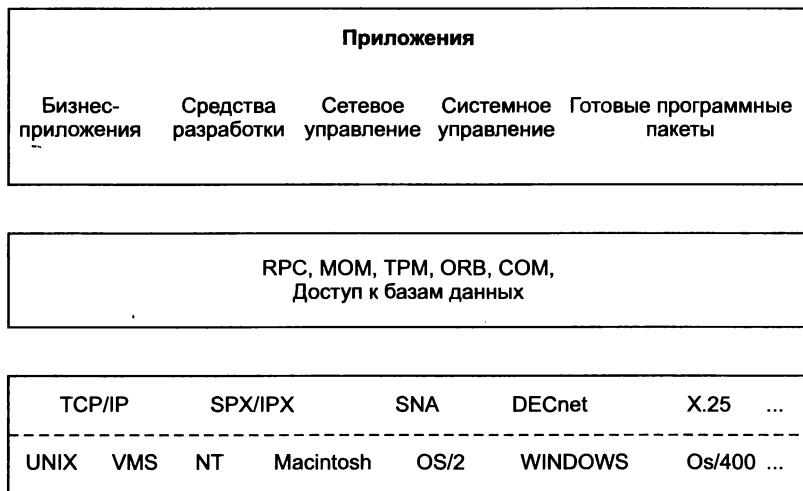 Приложения
Бизнес- Средства Сетевое Системное Готовые программные
приложения разработки управление управление пакеты
RPC, MOM, TPM, ORB, COM,
Доступ к базам данных
TCP/IP SPX/IPX SNA DECnet X.25 ...
UNIX VMS NT Macintosh OS/2 WINDOWS Os/400 ...